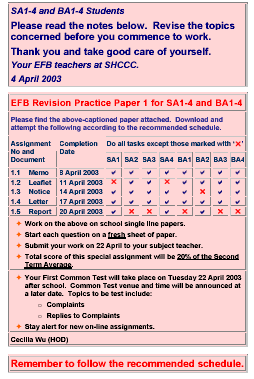 SA1-4 and BA1-4 Students
Please read the notes below. Revise the topics
concerned before you commence to work.
Thank you and take good care of yourself.
Your EFB teachers at SHCCC.
4 April 2003
EFB Revision Practice Paper 1 for SA1-4 and BA1-4
Please find the above-captioned paper attached. Download and
attempt the following according to the recommended schedule.
Assignment Completion Do all tasks except those marked with '×'
No and Date
Document SA1 SA2 SA3 SA4 BA1 BA2 BA3 BA4
1.1 Memo 8 April 2003 ✓ ✓ ✓ ✓ ✓ ✓ ✓ ✓
1.2 Leaflet 11 April 2003 × ✓ ✓ × ✓ ✓ ✓ ✓
1.3 Notice 14 April 2003 ✓ ✓ ✓ ✓ ✓ × ✓ ✓
1.4 Letter 17 April 2003 ✓ ✓ ✓ ✓ ✓ ✓ ✓ ✓
1.5 Report 20 April 2003 ✓ × × ✓ × ✓ × ×
Work on the above on school single line papers.
Start each question on a fresh sheet of paper.
Submit your work on 22 April to your subject teacher.
Total score of this special assignment will be 20% of the Second
Term Average.
Your First Common Test will take place on Tuesday 22 April 2003
after school. Common Test venue and time will be announced at
a later date. Topics to be test include:
○ Complaints
○ Replies to Complaints
Stay alert for new on-line assignments.
Cecilia Wu (HOD)
Remember to follow the recommended schedule.